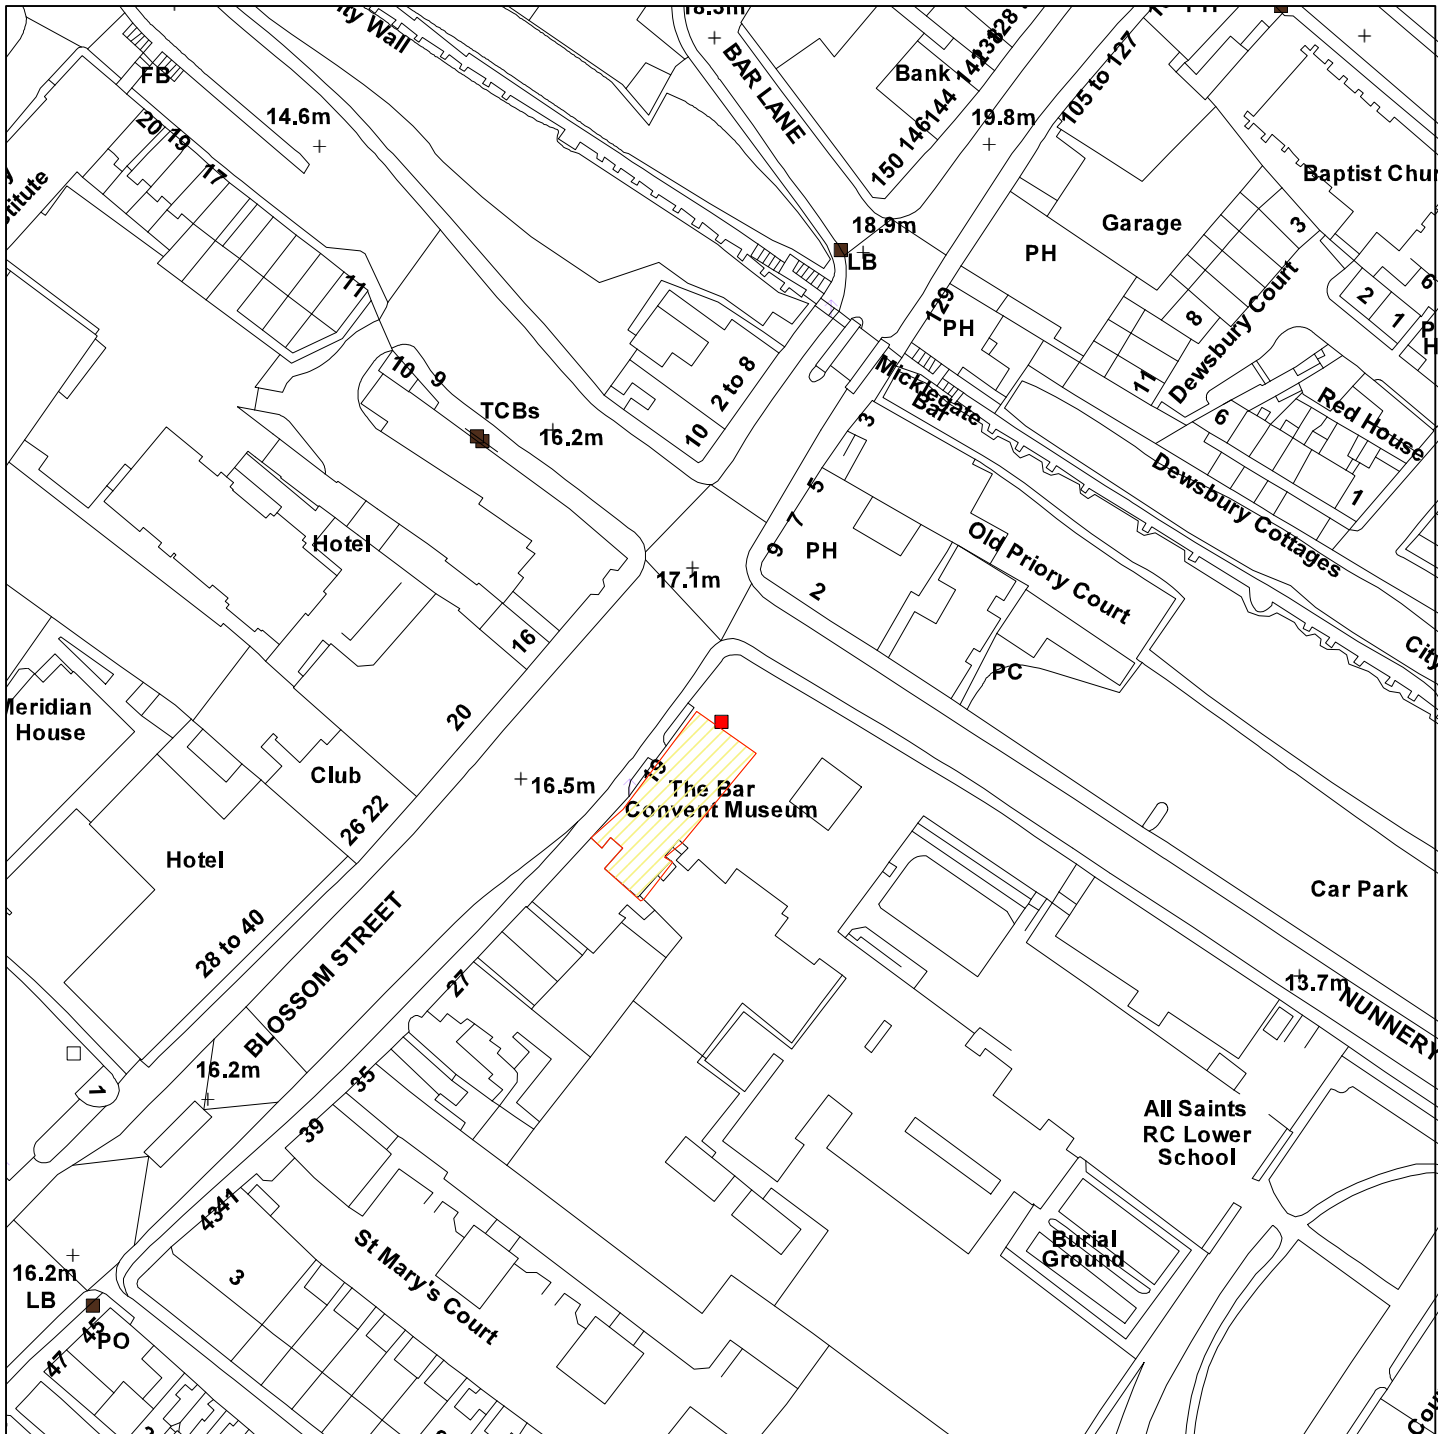 FB
14.6m
20 19
17
11
City Wall
BAR LANE
Bank
150 146 144
19.8m
105 to 127
Baptist Chur
Garage
3
PH
18.9m
LB
129
PH
8
11
Dewsbury Court
2
1
6
Red House
6
1
Micklegate
Bar
Dewsbury Cottages
10
9
TCBs
16.2m
2 to 8
10
3
5
7
9
PH
2
Old Priory Court
PC
City
Hotel
17.1m
16
20
Meridian
House
Club
26 22
16.5m
19
The Bar
Convent Museum
Hotel
28 to 40
BLOSSOM STREET
27
Car Park
13.7m
NUNNERY
16.2m
1
35
39
43 41
All Saints
RC Lower
School
Burial
Ground
3
St Mary's Court
16.2m
LB
45
PO
47